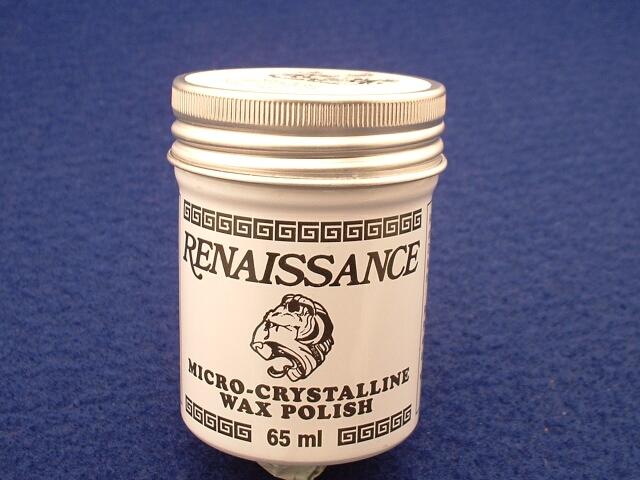 RENAISSANCE
MICRO-CRYSTALLINE
WAX POLISH
65 ml